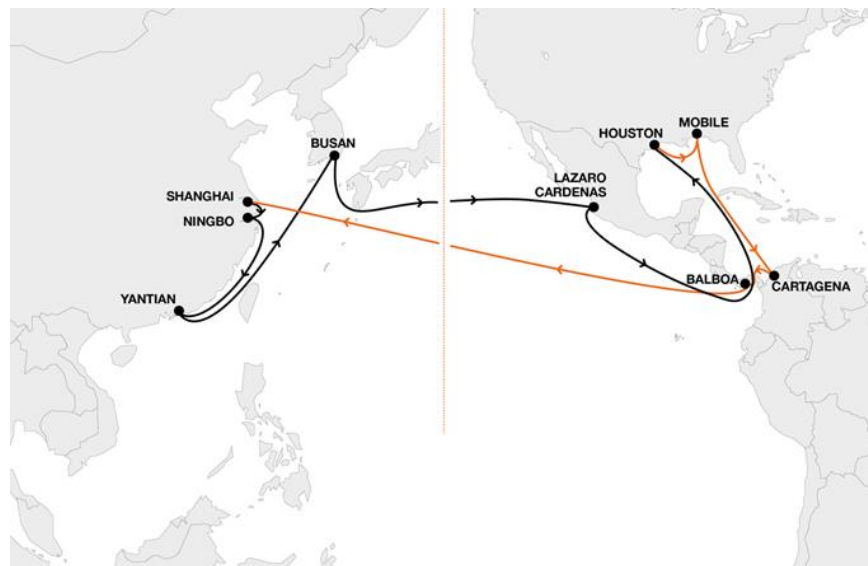 BUSAN
SHANGHAI
NINGBO
YANTIAN
MOBILE
HOUSTON
LAZARO
CARDENAS
BALBOA
CARTAGENA